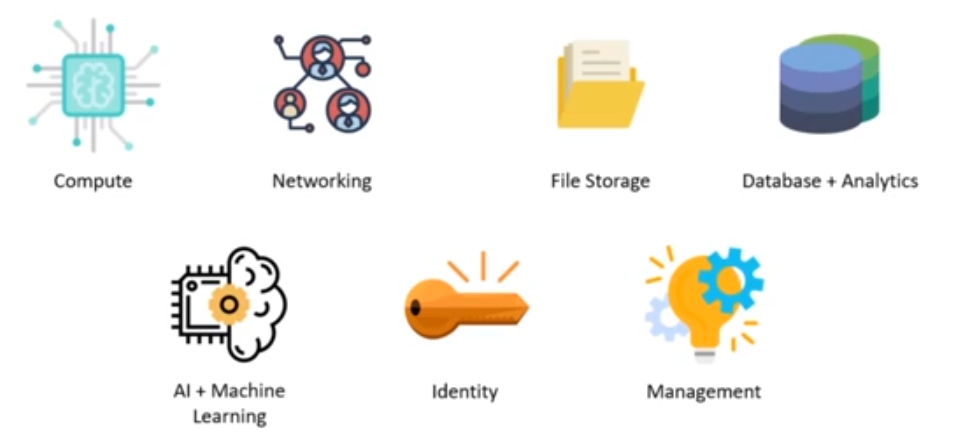 Compute
Networking
File Storage
Database + Analytics
AI + Machine
Learning
Identity
Management